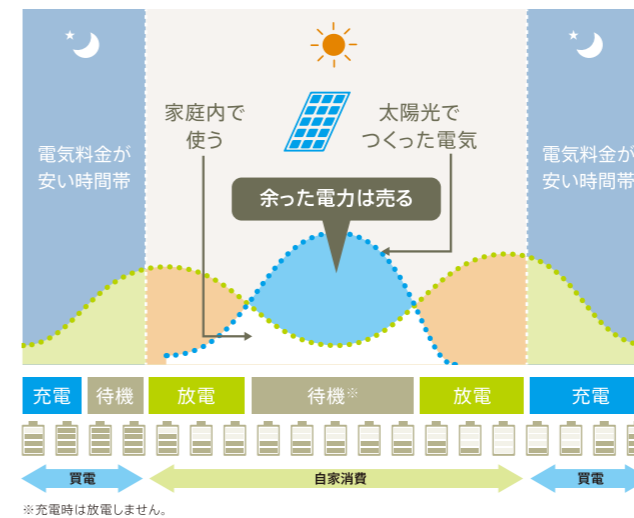 電気料金が
安い時間帯
家庭内で
使う
太陽光で
つくった電気
余った電力は売る
電気料金が
安い時間帯
充電
待機
放電
待機※
放電
充電
買電
自家消費
買電
※充電時は放電しません。